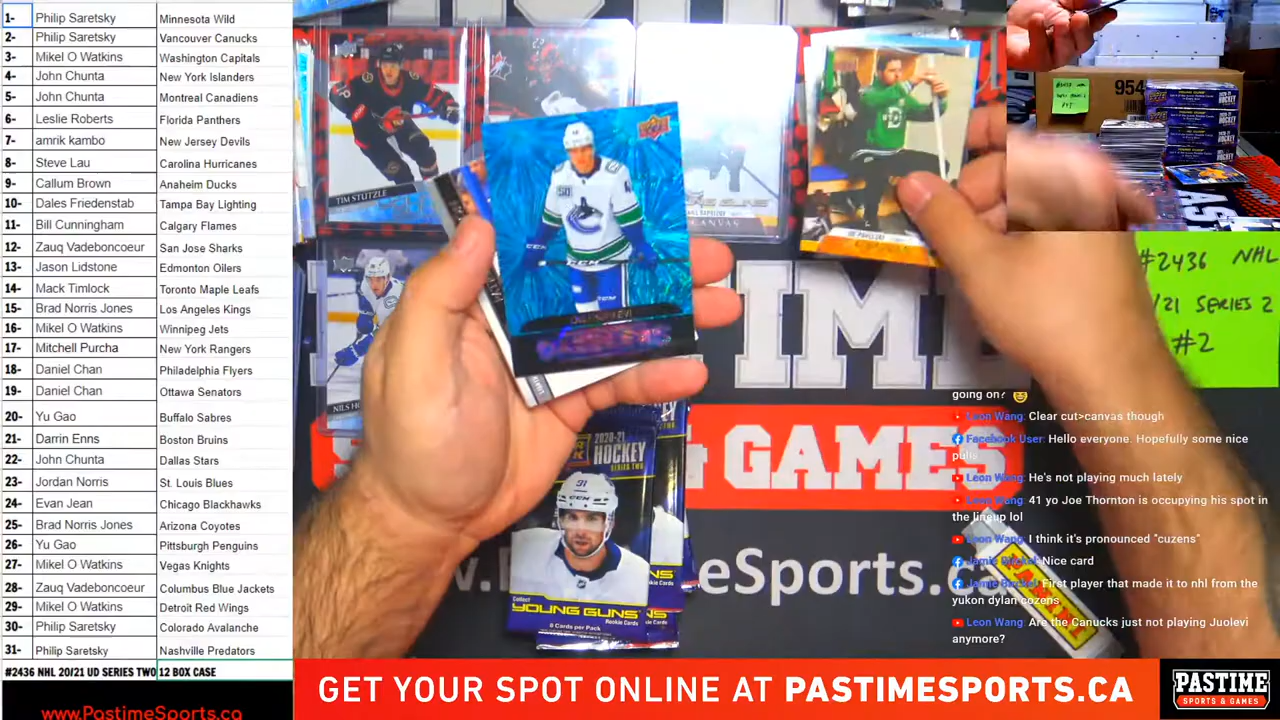 1- Philip Saretsky Minnesota Wild
2- Philip Saretsky Vancouver Canucks
3- Mikel O Watkins Washington Capitals
4- John Chunta New York Islanders
5- John Chunta Montreal Canadiens
6- Leslie Roberts Florida Panthers
7- amrik kambo New Jersey Devils
8- Steve Lau Carolina Hurricanes
9- Callum Brown Anaheim Ducks
10- Dales Friedenstab Tampa Bay Lighting
11- Bill Cunningham Calgary Flames
12- Zauq Vadeboncoeur San Jose Sharks
13- Jason Lidstone Edmonton Oilers
14- Mack Timlock Toronto Maple Leafs
15- Brad Norris Jones Los Angeles Kings
16- Mikel O Watkins Winnipeg Jets
17- Mitchell Purcha New York Rangers
18- Daniel Chan Philadelphia Flyers
19- Daniel Chan Ottawa Senators
20- Yu Gao Buffalo Sabres
21- Darrin Enns Boston Bruins
22- John Chunta Dallas Stars
23- Jordan Norris St. Louis Blues
24- Evan Jean Chicago Blackhawks
25- Brad Norris Jones Arizona Coyotes
26- Yu Gao Pittsburgh Penguins
27- Mikel O Watkins Vegas Knights
28- Zauq Vadeboncoeur Columbus Blue Jackets
29- Mikel O Watkins Detroit Red Wings
30- Philip Saretsky Colorado Avalanche
31- Philip Saretsky Nashville Predators
#2436 NHL 20/21 UD SERIES TWO 12 BOX CASE
www.PastimeSports.ca
TIM STUTZLE
CANVAS
NILS
954
HOCKEY
#2436 NHL
/21 SERIES 2
#2
& GAMES
eSports.
2020-21
HOCKEY
SERIES TWO
Collect
YOUNG GUNS
Rookie Cards
8 Cards per Pack
going on?
Leon Wang: Clear cut>canvas though
Facebook User: Hello everyone. Hopefully some nice
pulls
Leon Wang: He's not playing much lately
Leon Wang: 41 yo Joe Thornton is occupying his spot in
the lineup lol
Leon Wang: I think it's pronounced "cuzens"
Nice card
First player that made it to nhl from the
yukon dylan cozens
Leon Wang: Are the Canucks just not playing Juolevi
anymore?
GET YOUR SPOT ONLINE AT PASTIMESPORTS.CA
PASTIME
SPORTS & GAMES